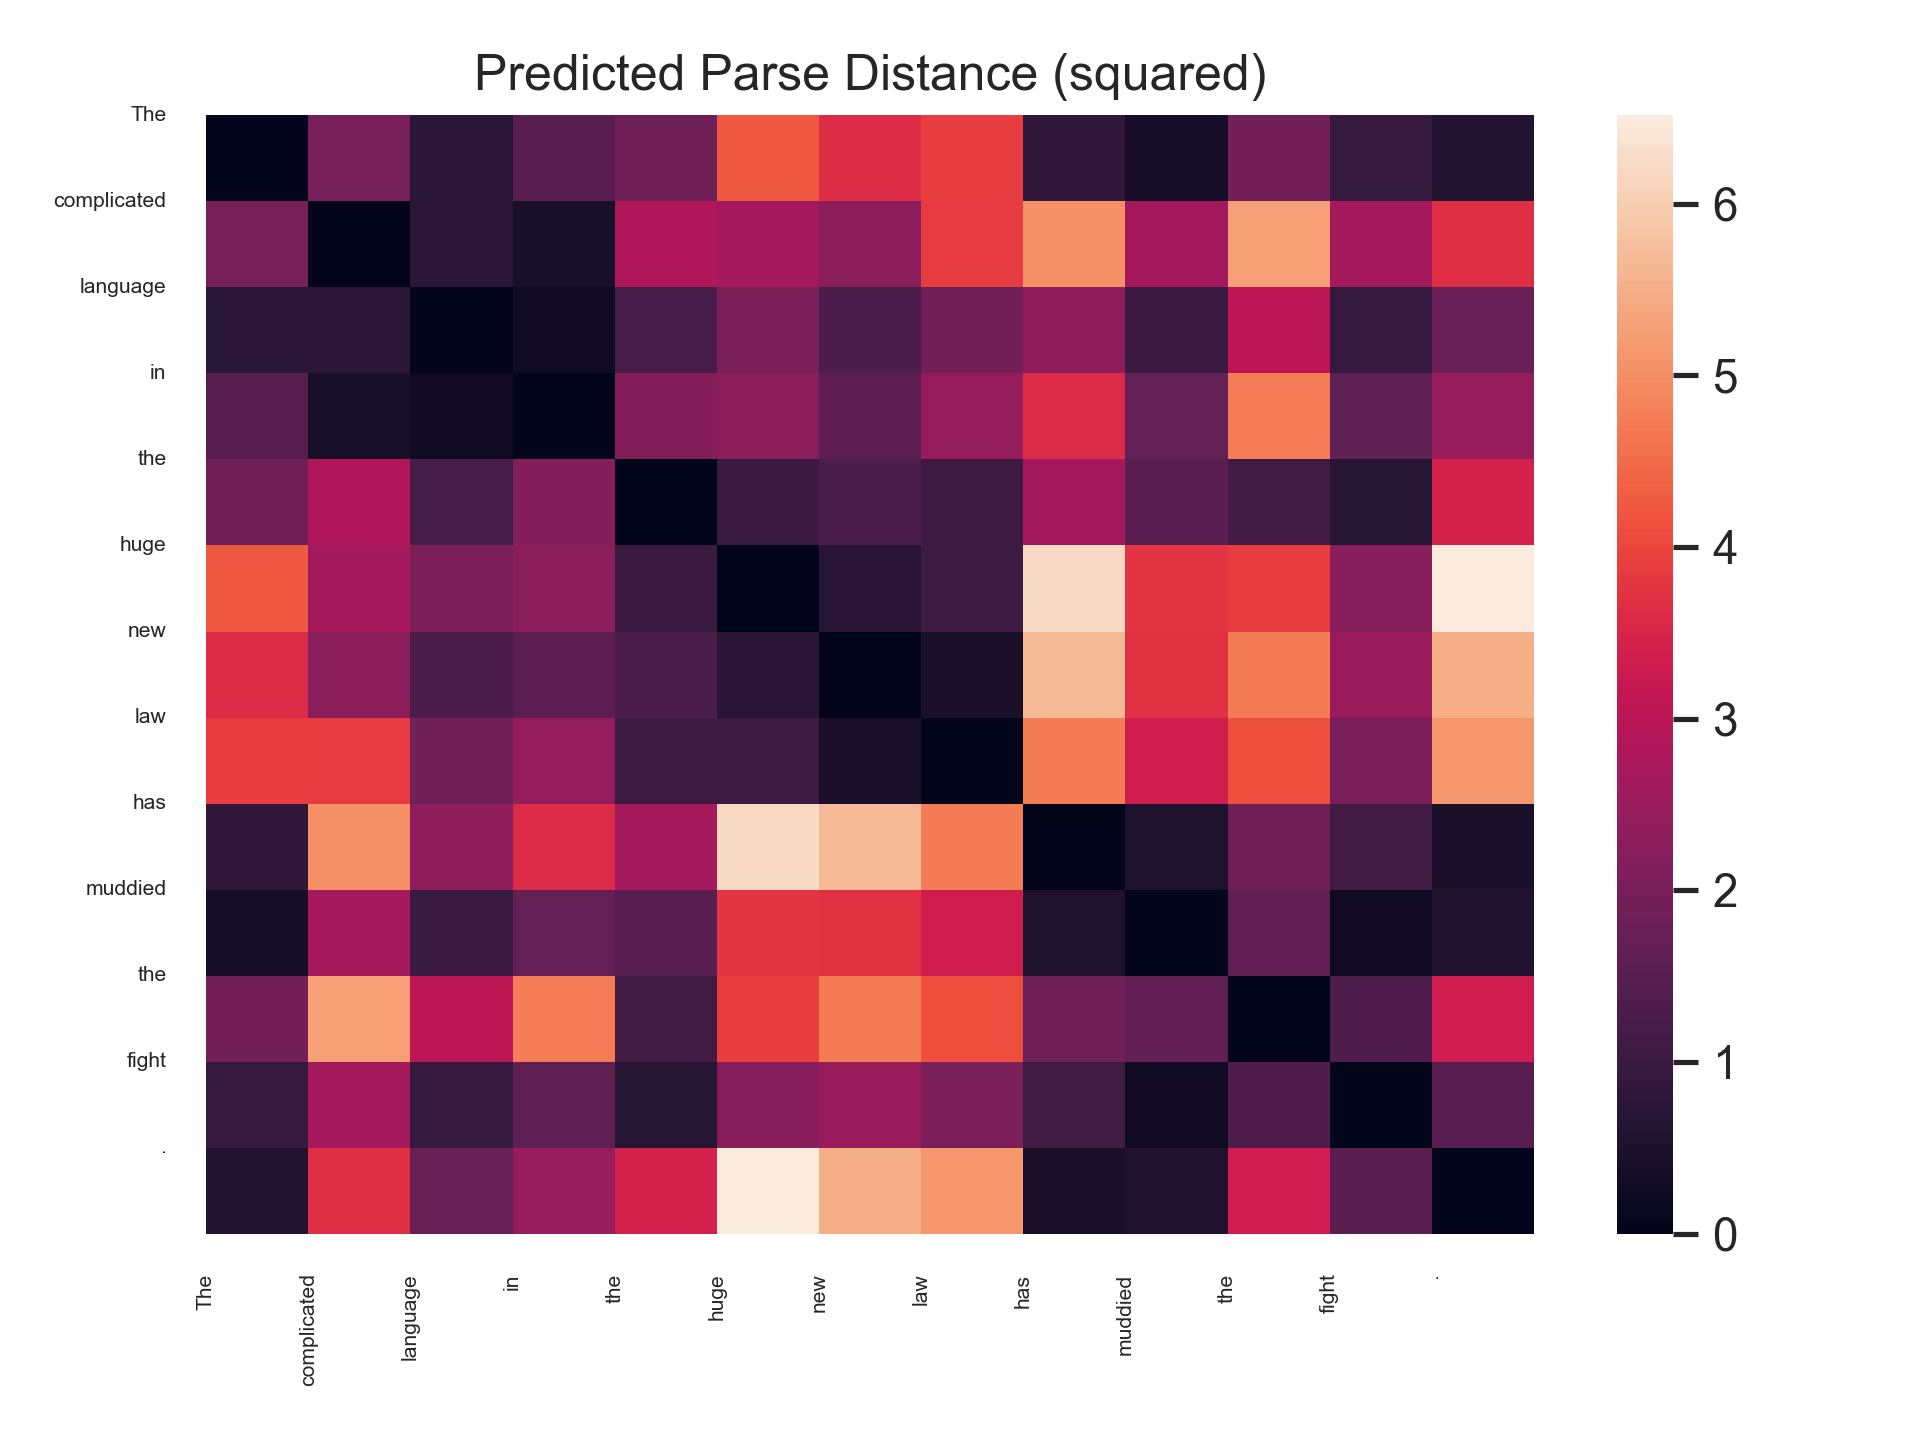 Predicted Parse Distance (squared)
The
complicated
language
in
the
huge
new
law
has
muddied
the
fight
.
The
complicated
language
in
the
huge
new
law
has
muddied
the
fight
.
6
5
4
3
2
1
0